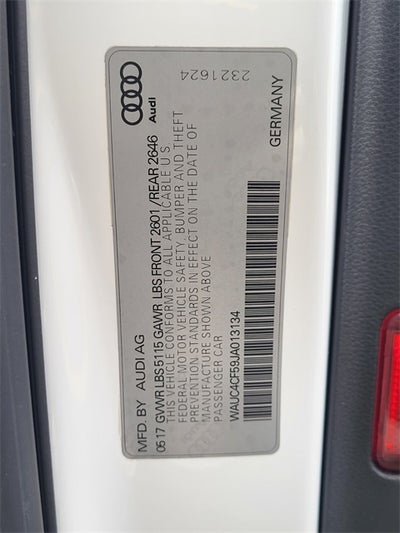 MFD. BY AUDI AG
05 17 GVWR LBS 5115 GAWR LBS FRONT 2601 / REAR 2646
THIS VEHICLE CONFORMS TO ALL APPLICABLE U S
FEDERAL MOTOR VEHICLE SAFETY, BUMPER AND THEFT
PREVENTION STANDARDS IN EFFECT ON THE DATE OF
MANUFACTURE SHOWN ABOVE
PASSENGER CAR
WAUC4CF59JA013134
GERMANY
Audi
2321624